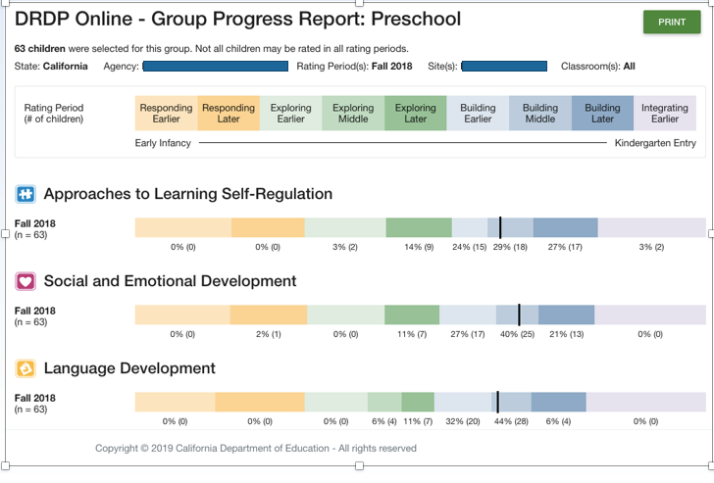 DRDP Online - Group Progress Report: Preschool
PRINT
63 children were selected for this group. Not all children may be rated in all rating periods.
State: California Agency: Rating Period(s): Fall 2018 Site(s): Classroom(s): All
Rating Period
(# of children)
Responding Earlier
Responding Later
Exploring Earlier
Exploring Middle
Exploring Later
Building Earlier
Building Middle
Building Later
Integrating Earlier
Early Infancy Kindergarten Entry
Approaches to Learning Self-Regulation
Fall 2018
(n = 63)
0% (0) 0% (0) 3% (2) 14% (9) 24% (15) 29% (18) 27% (17) 3% (2)
Social and Emotional Development
Fall 2018
(n = 63)
0% (0) 2% (1) 0% (0) 11% (7) 27% (17) 40% (25) 21% (13) 0% (0)
Language Development
Fall 2018
(n = 63)
0% (0) 0% (0) 0% (0) 6% (4) 11% (7) 32% (20) 44% (28) 6% (4) 0% (0)
Copyright © 2019 California Department of Education - All rights reserved